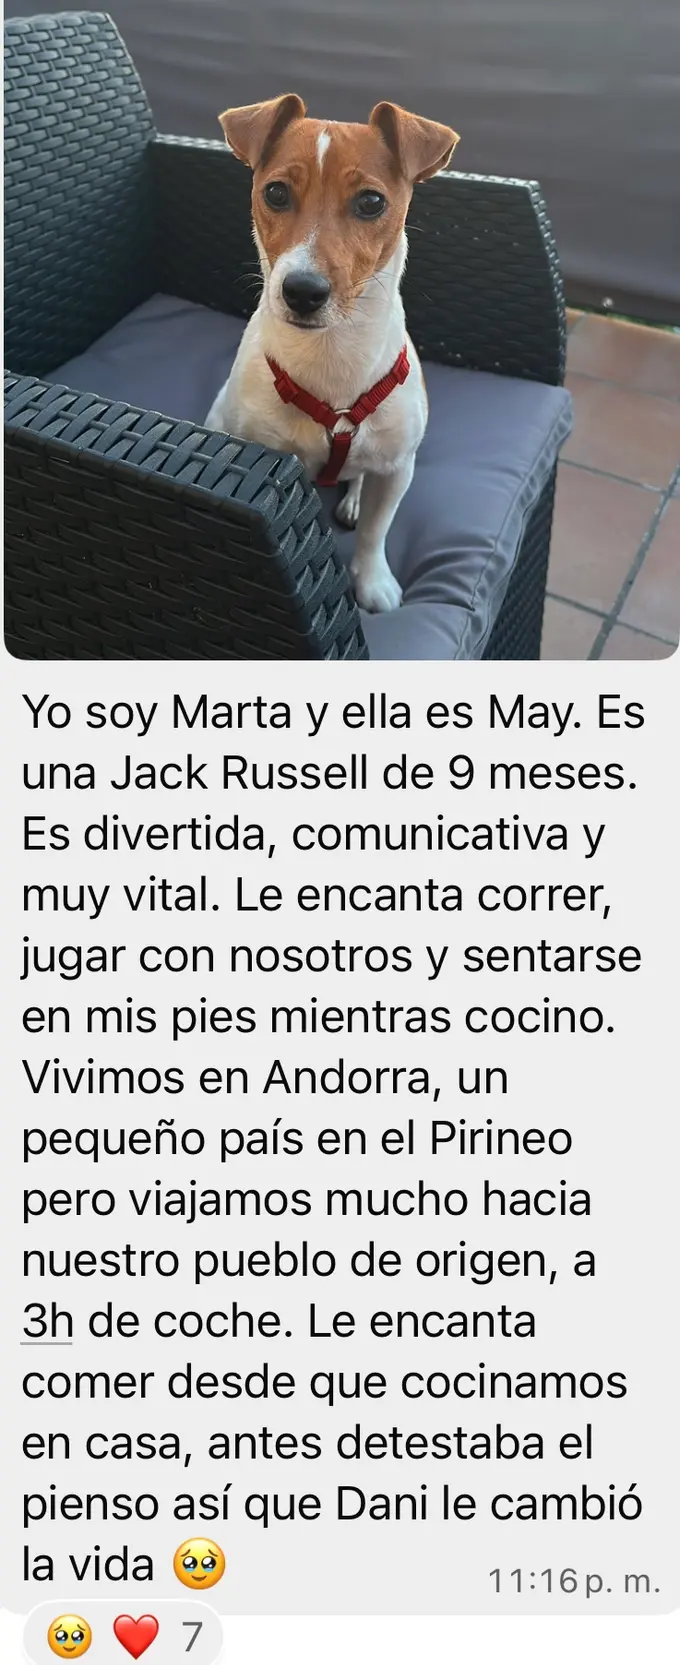 Yo soy Marta y ella es May. Es
una Jack Russell de 9 meses.
Es divertida, comunicativa y
muy vital. Le encanta correr,
jugar con nosotros y sentarse
en mis pies mientras cocino.
Vivimos en Andorra, un
pequeño país en el Pirineo
pero viajamos mucho hacia
nuestro pueblo de origen, a
3h de coche. Le encanta
comer desde que cocinamos
en casa, antes detestaba el
pienso así que Dani le cambió
la vida 🥹
11:16 p. m.
🥹 ❤️ 7